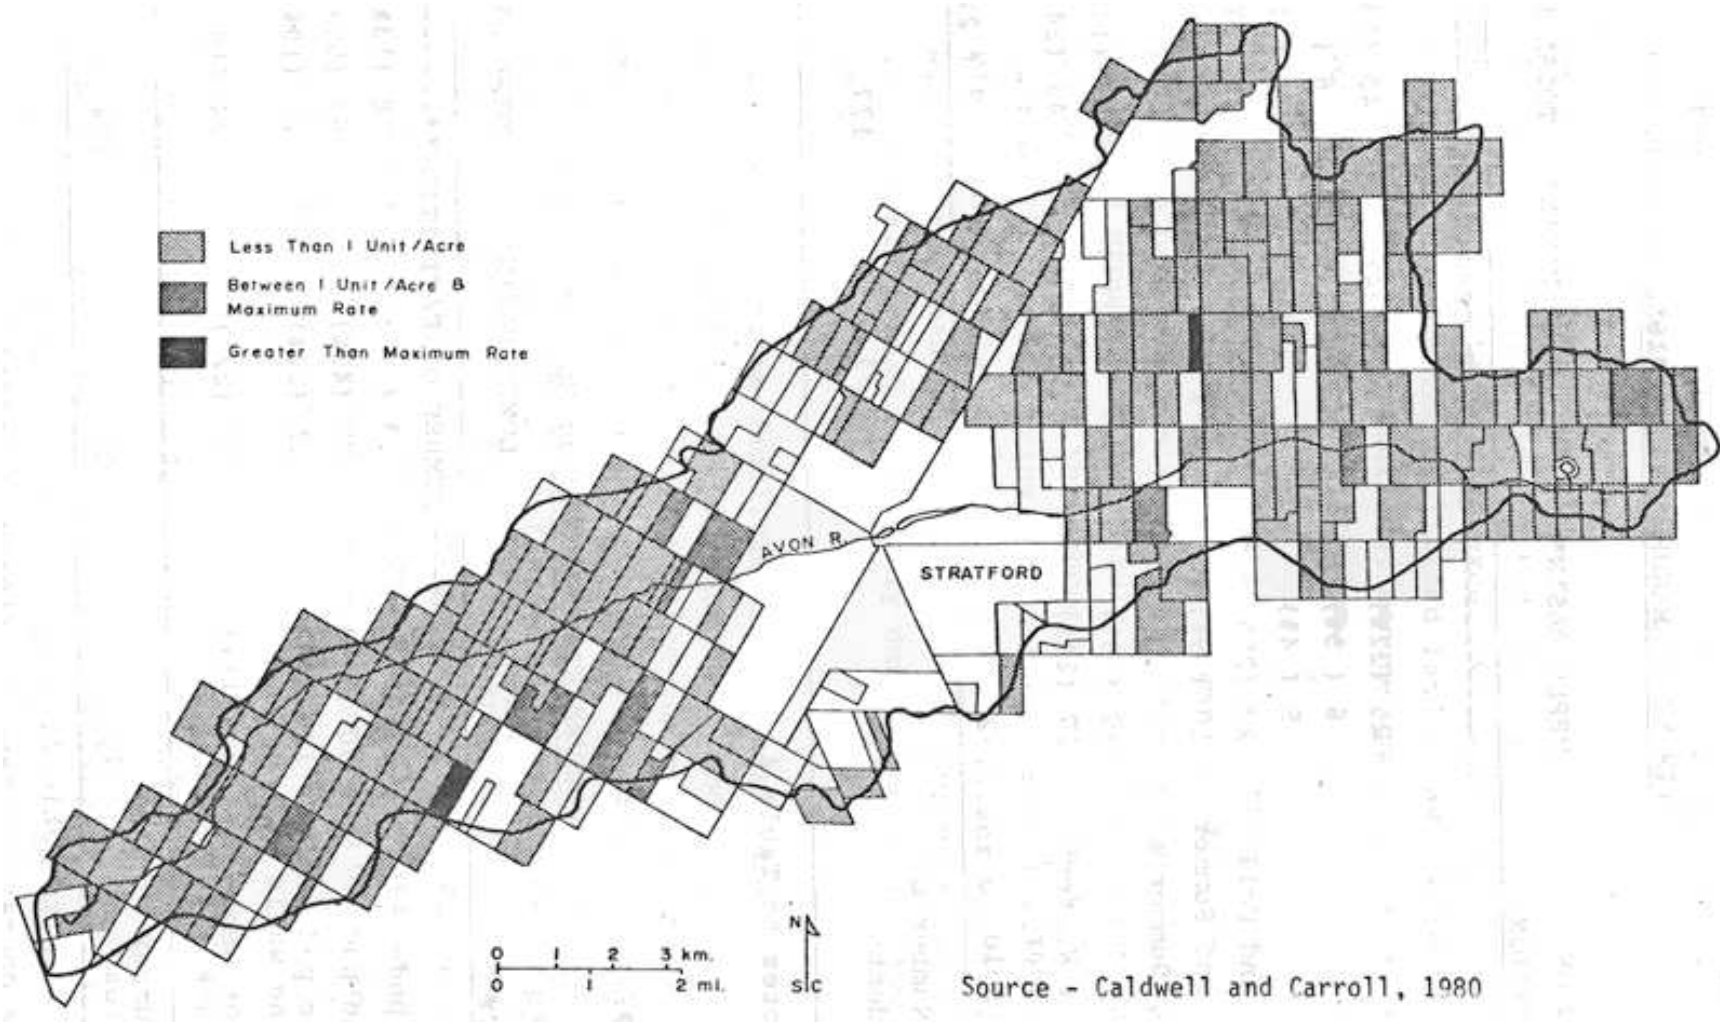 Less Than 1 Unit/Acre
Between 1 Unit/Acre &
Maximum Rate
Greater Than Maximum Rate
AVON R.
STRATFORD
0 1 2 3 km.
0 1 2 mi.
N
SC
Source - Caldwell and Carroll, 1980